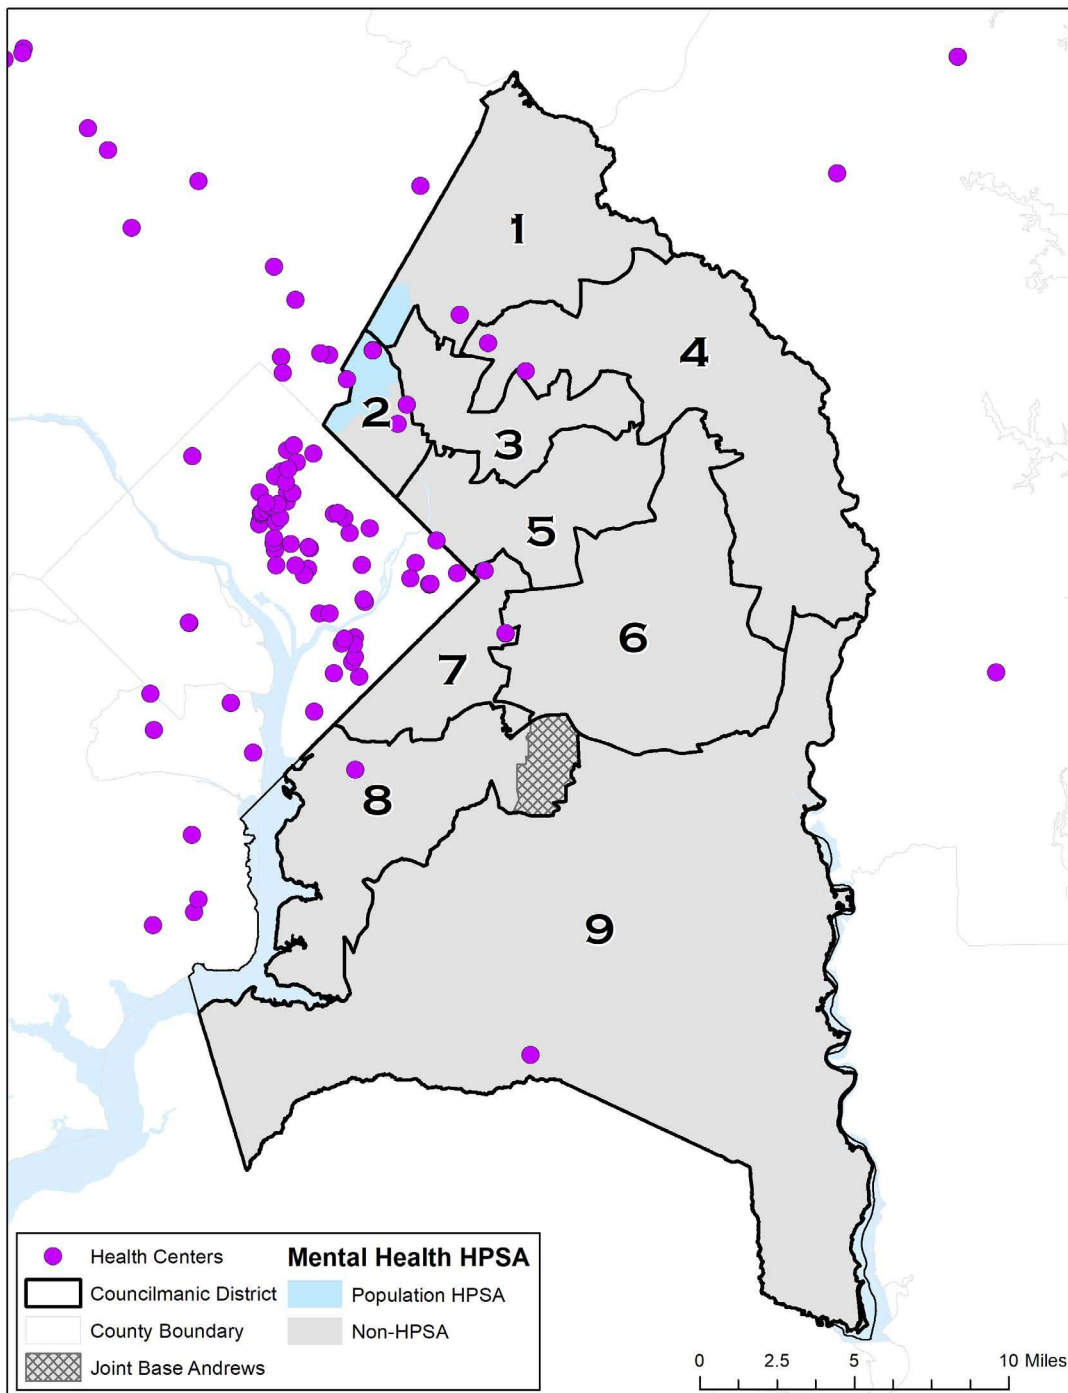 1
4
2
3
5
6
7
8
9
Health Centers
Councilmanic District
County Boundary
Joint Base Andrews
Mental Health HPSA
Population HPSA
Non-HPSA
0 2.5 5 10 Miles